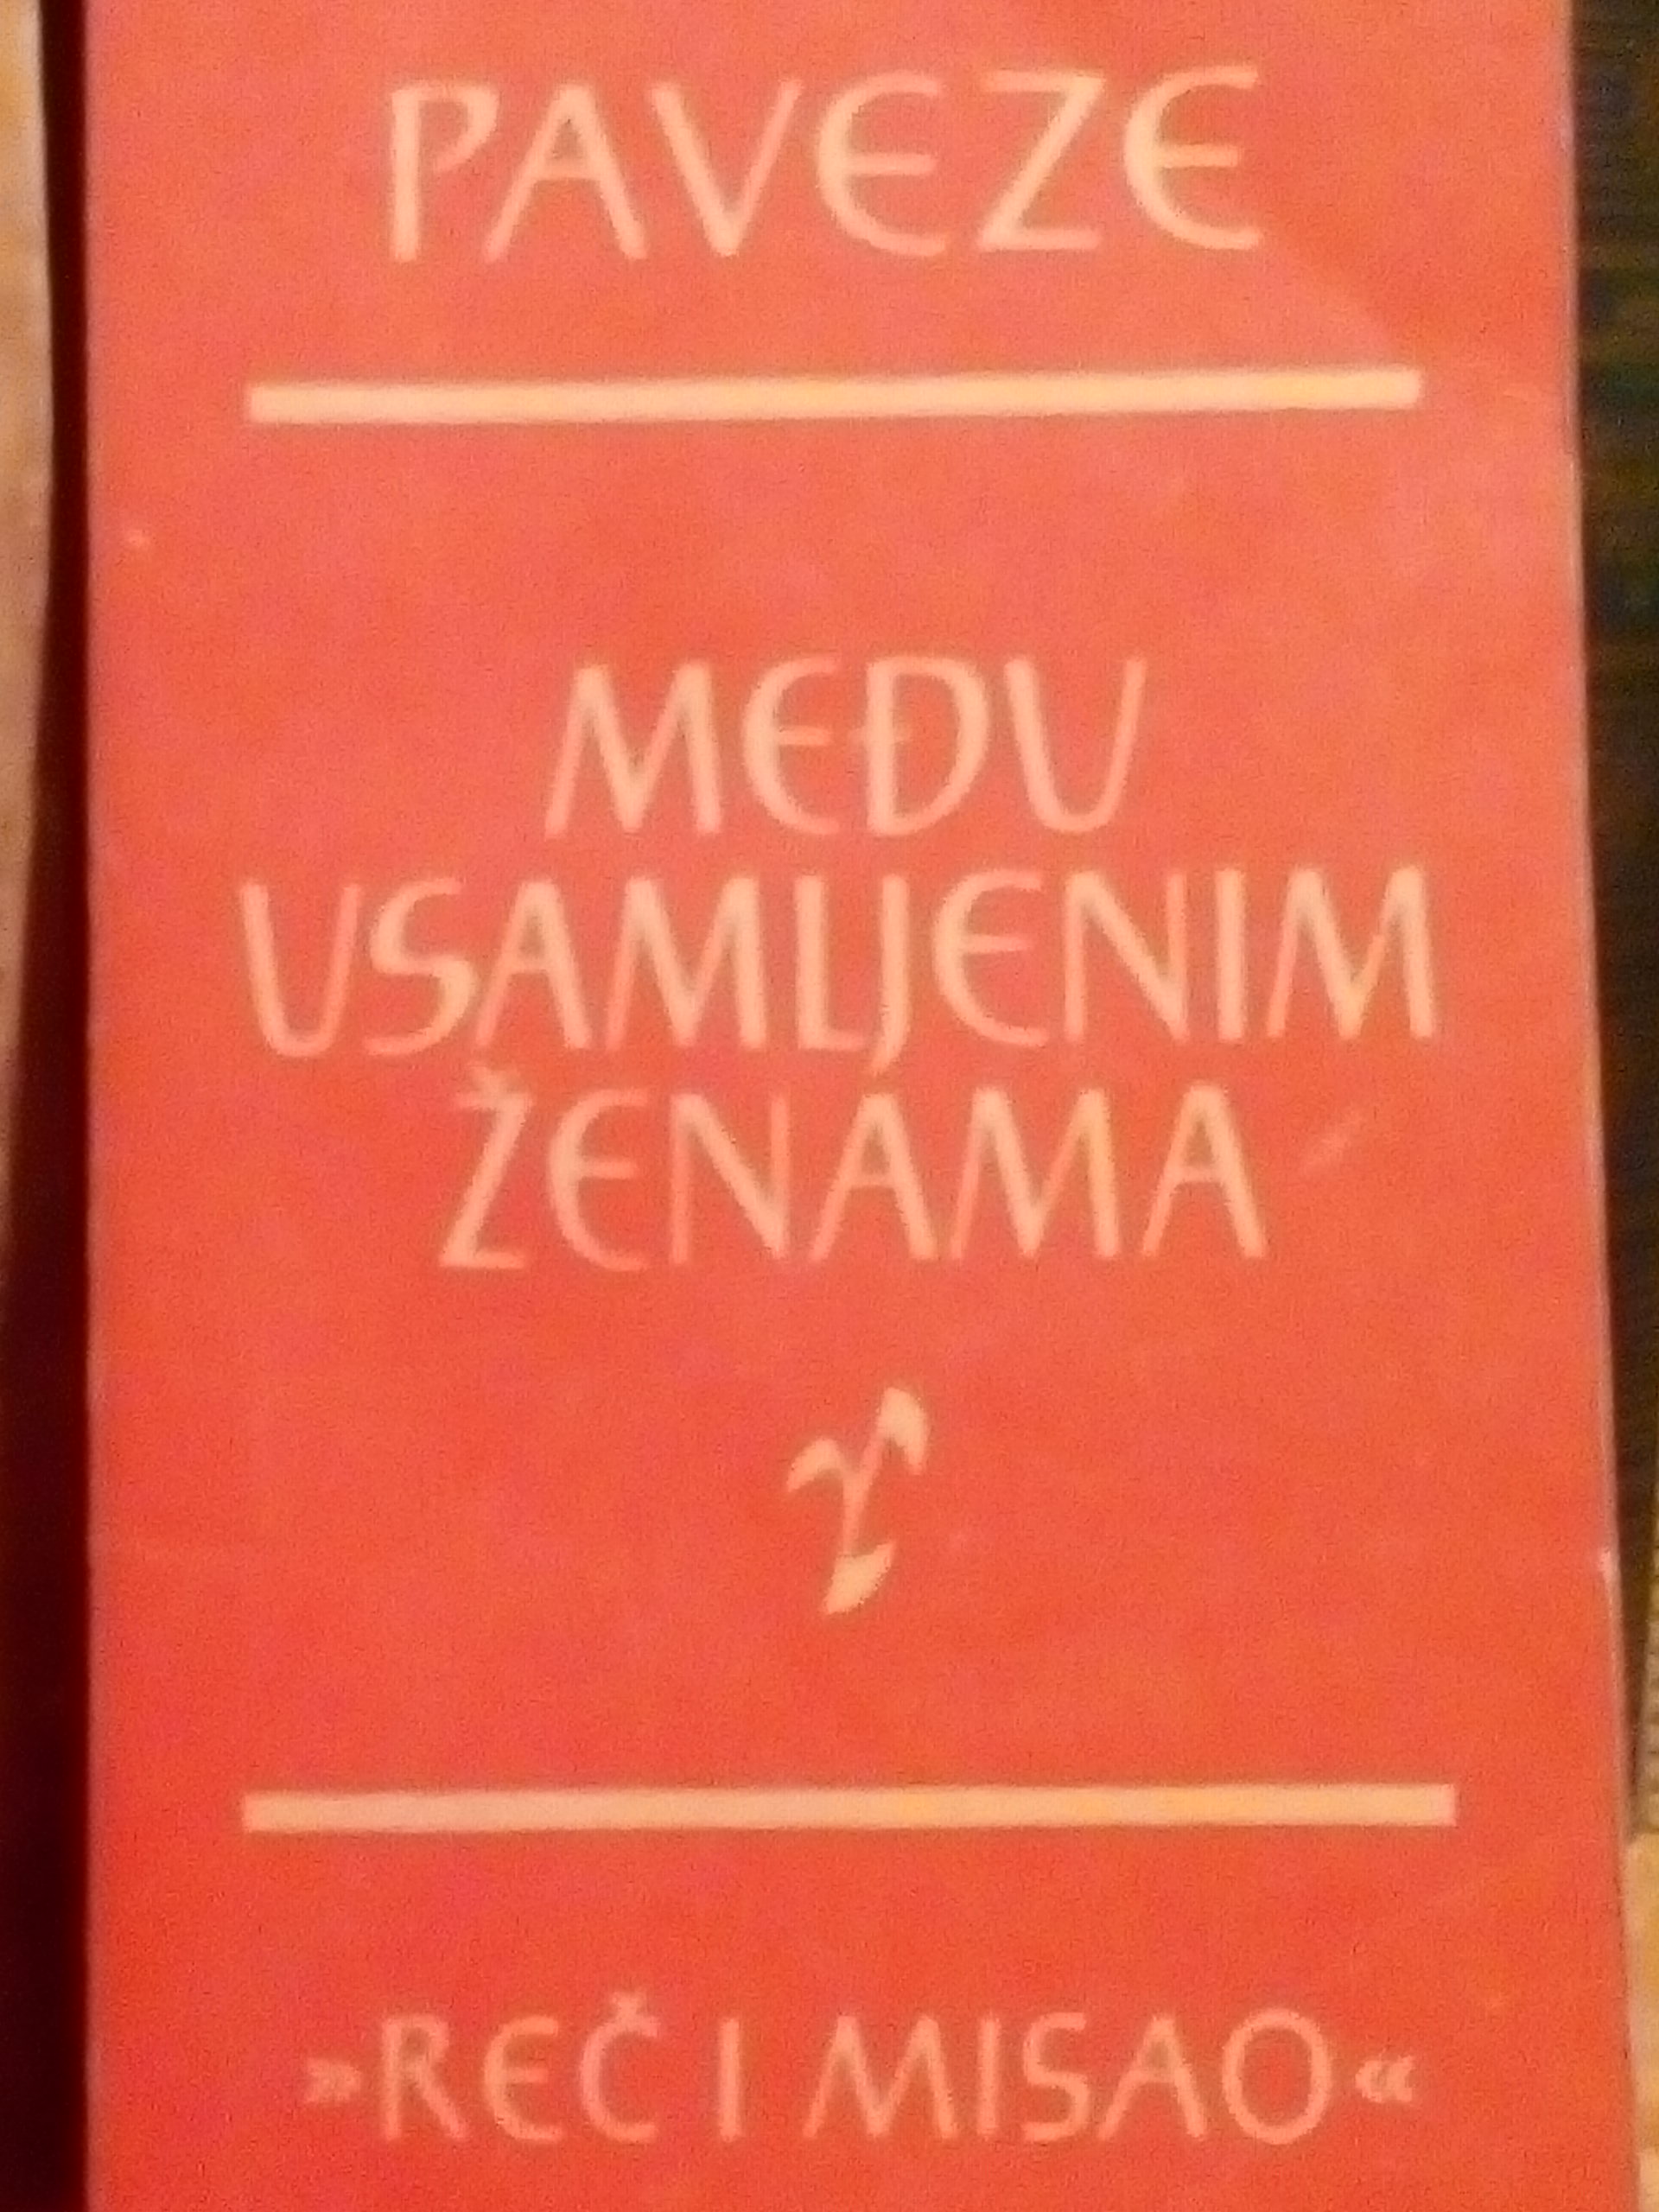 PAVEZE
MEĐU
USAMLJENIM
ŽENAMA
»REČ I MISAO«